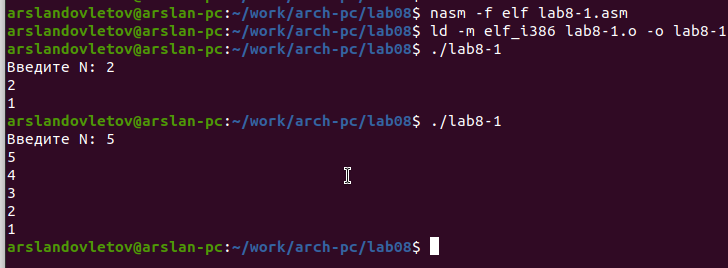 arslandovletov@arslan-pc:~/work/arch-pc/lab08$ nasm -f elf lab8-1.asm
arslandovletov@arslan-pc:~/work/arch-pc/lab08$ ld -m elf_i386 lab8-1.o -o lab8-1
arslandovletov@arslan-pc:~/work/arch-pc/lab08$ ./lab8-1
Введите N: 2
2
1
arslandovletov@arslan-pc:~/work/arch-pc/lab08$ ./lab8-1
Введите N: 5
5
4
3
2
1
arslandovletov@arslan-pc:~/work/arch-pc/lab08$